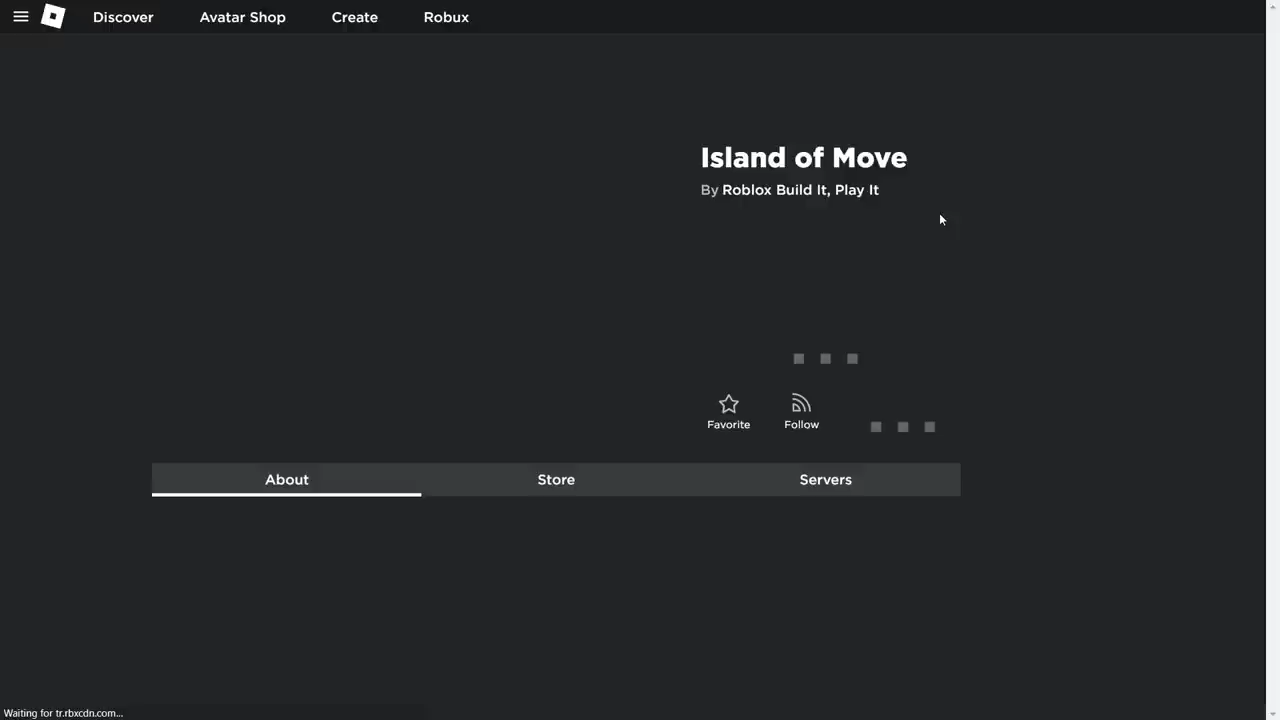 Discover
Avatar Shop
Create
Robux
Island of Move
By Roblox Build It, Play It
Favorite
Follow
About
Store
Servers
Waiting for tr.rbxcdn.com...